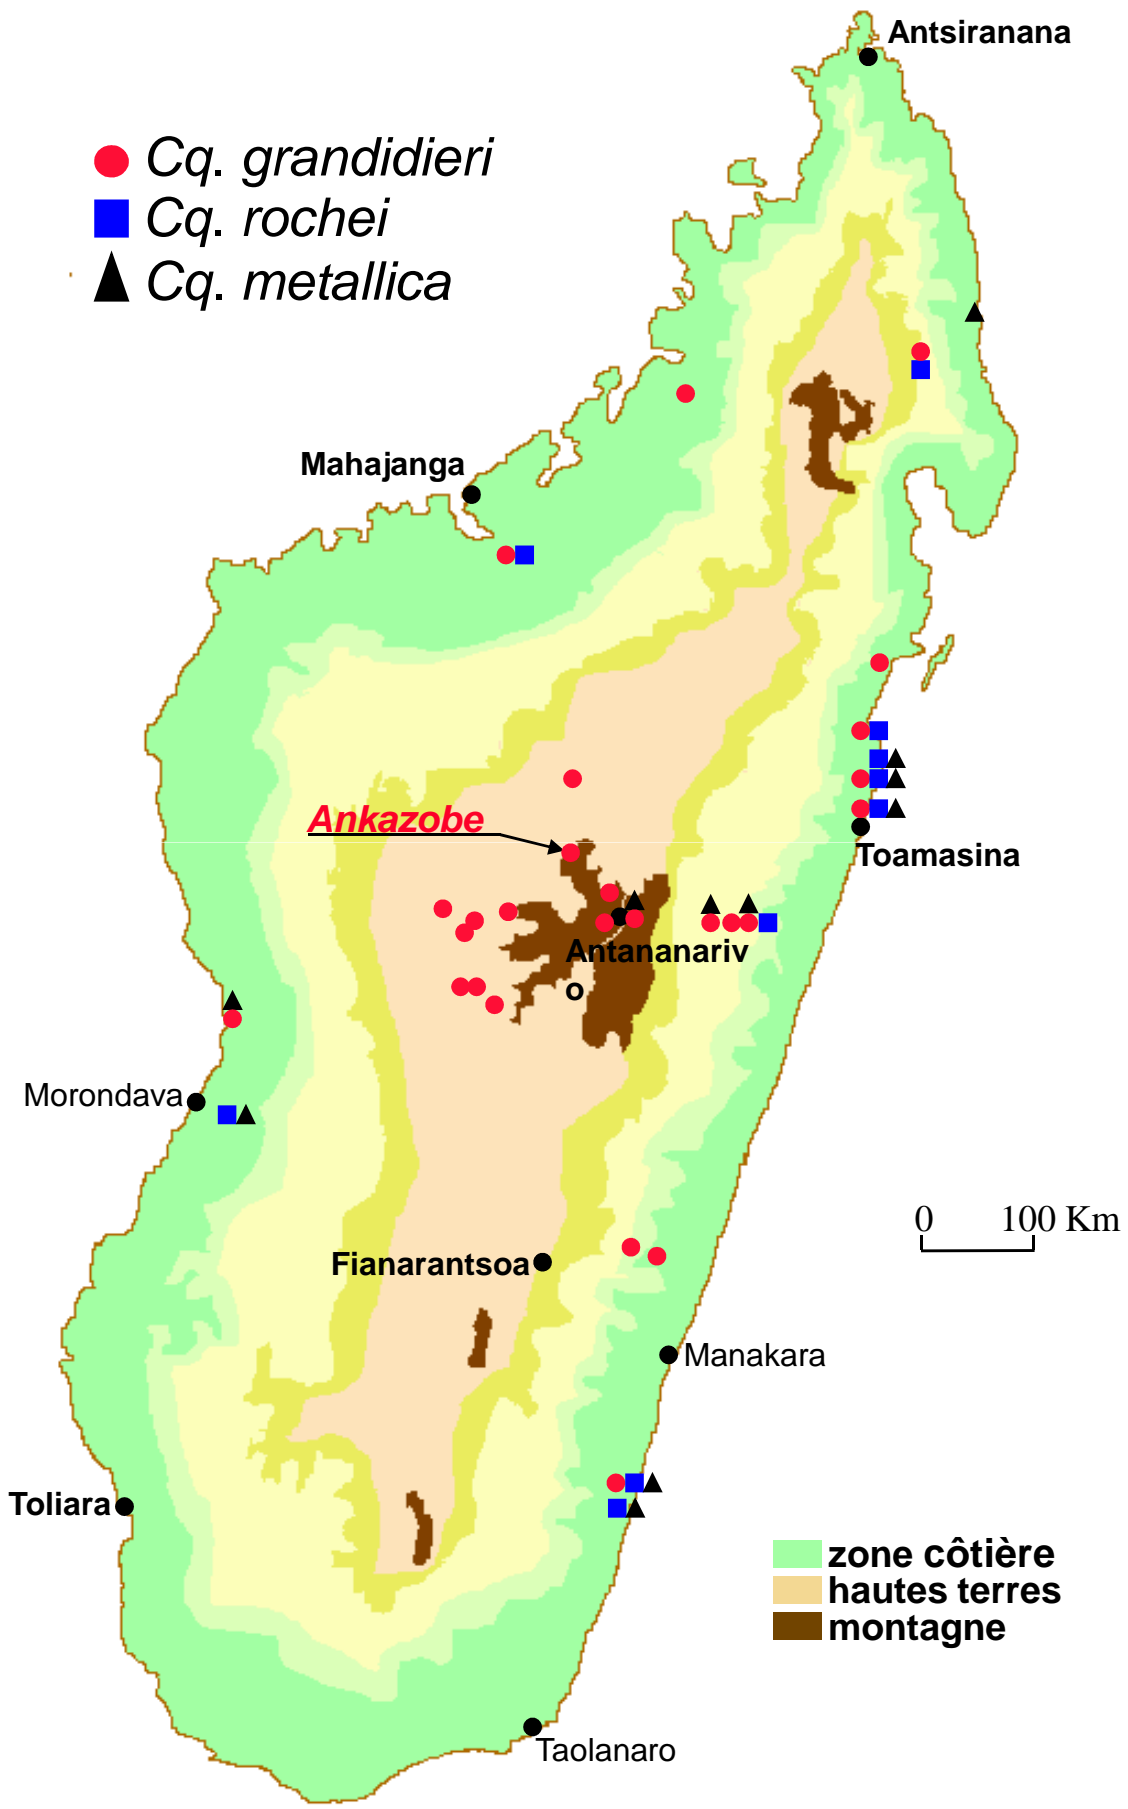 Antsiranana
Cq. grandidieri
Cq. rochei
Cq. metallica
Mahajanga
Ankazobe
Toamasina
Antananariv
o
Morondava
0 100 Km
Fianarantsoa
Manakara
Toliara
zone côtière
hautes terres
montagne
Taolanaro